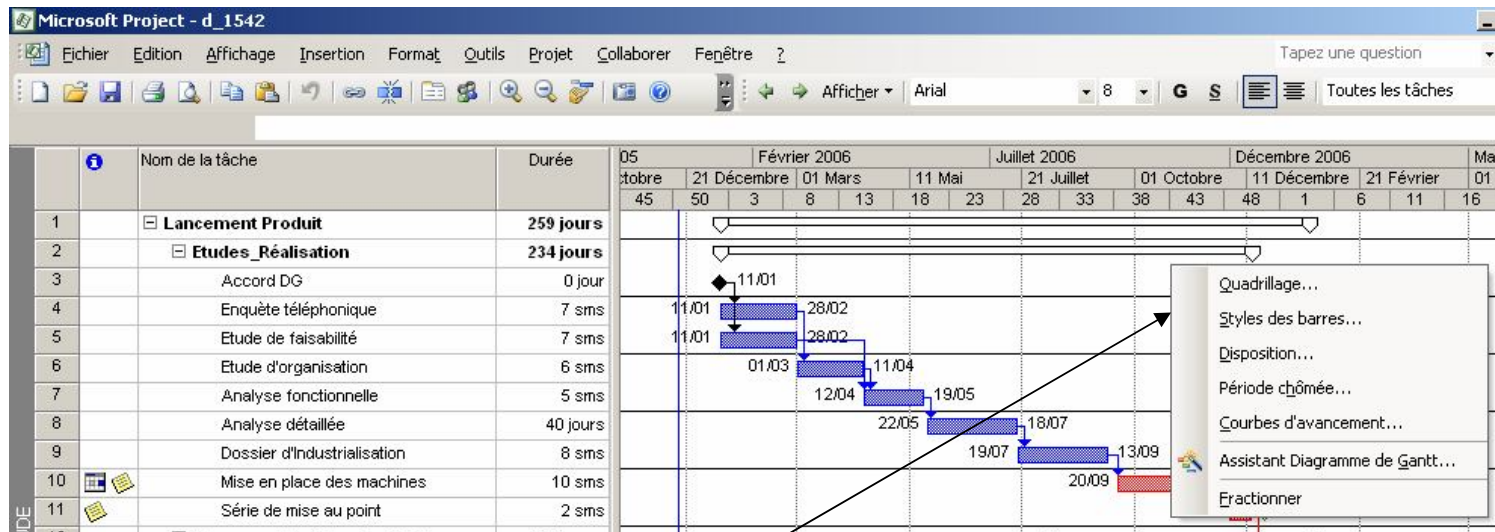 Microsoft Project - d_1542
Fichier Edition Affichage Insertion Format Outils Projet Collaborer Fenêtre ? Tapez une question
Afficher Arial 8 G S Toutes les tâches
Nom de la tâche Durée
05 Février 2006 Juillet 2006 Décembre 2006 Ma
tobre 21 Décembre 01 Mars 11 Mai 21 Juillet 01 Octobre 11 Décembre 21 Février 01
45 50 3 8 13 18 23 28 33 38 43 48 1 6 11 16
1 Lancement Produit 259 jours
2 Etudes_Réalisation 234 jours
3 Accord DG 0 jour 11/01
4 Enquète téléphonique 7 sms 11/01 28/02
5 Etude de faisabilité 7 sms 11/01 28/02
6 Etude d'organisation 6 sms 01/03 11/04
7 Analyse fonctionnelle 5 sms 12/04 19/05
8 Analyse détaillée 40 jours 22/05 18/07
9 Dossier d'Industrialisation 8 sms 19/07 13/09
10 Mise en place des machines 10 sms 20/09
11 Série de mise au point 2 sms
Quadrillage...
Styles des barres...
Disposition...
Période chômée...
Courbes d'avancement...
Assistant Diagramme de Gantt...
Fractionner